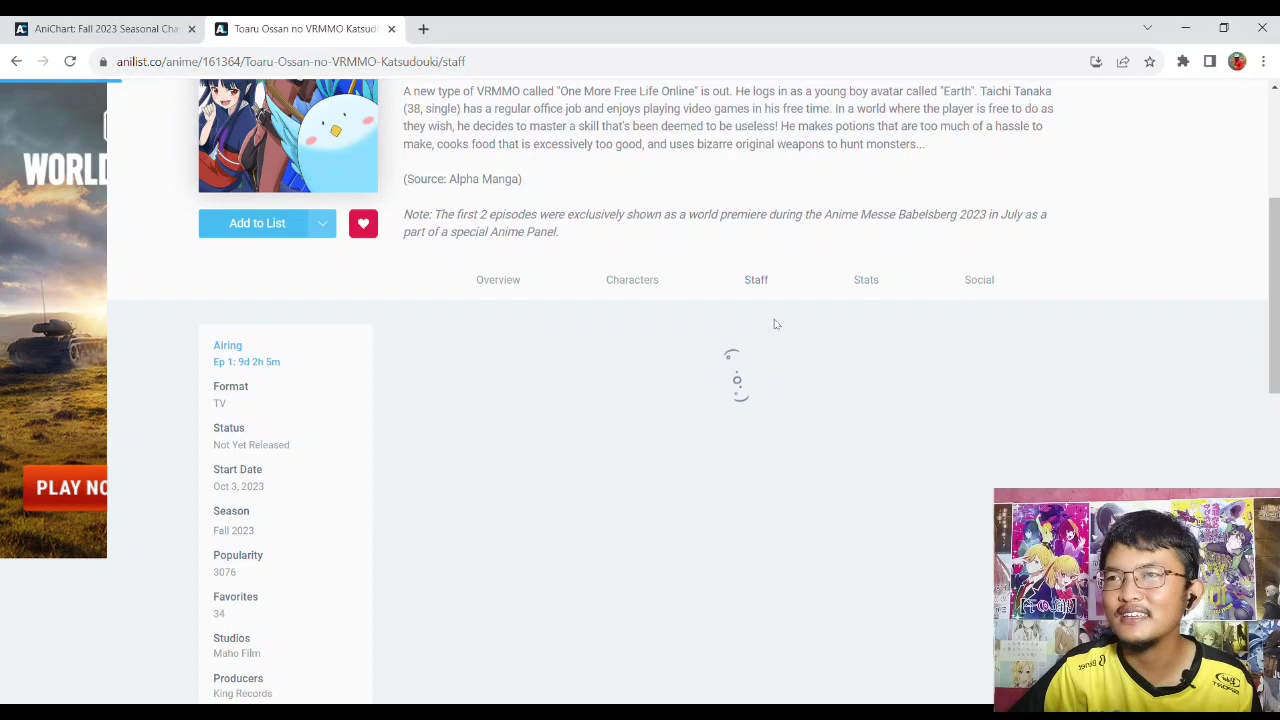 AniChart: Fall 2023 Seasonal Cha
Toaru Ossan no VRMMO Katsudo
anilist.co/anime/161364/Toaru-Ossan-no-VRMMO-Katsudouki/staff
A new type of VRMMO called "One More Free Life Online" is out. He logs in as a young boy avatar called "Earth". Taichi Tanaka
(38, single) has a regular office job and enjoys playing video games in his free time. In a world where the player is free to do as
they wish, he decides to master a skill that's been deemed to be useless! He makes potions that are too much of a hassle to
make, cooks food that is excessively too good, and uses bizarre original weapons to hunt monsters...
(Source: Alpha Manga)
Note: The first 2 episodes were exclusively shown as a world premiere during the Anime Messe Babelsberg 2023 in July as a
part of a special Anime Panel.
WORLD
PLAY NO
Add to List
Overview
Characters
Staff
Stats
Social
Airing
Ep 1: 9d 2h 5m
Format
TV
Status
Not Yet Released
Start Date
Oct 3, 2023
Season
Fall 2023
Popularity
3076
Favorites
34
Studios
Maho Film
Producers
King Records